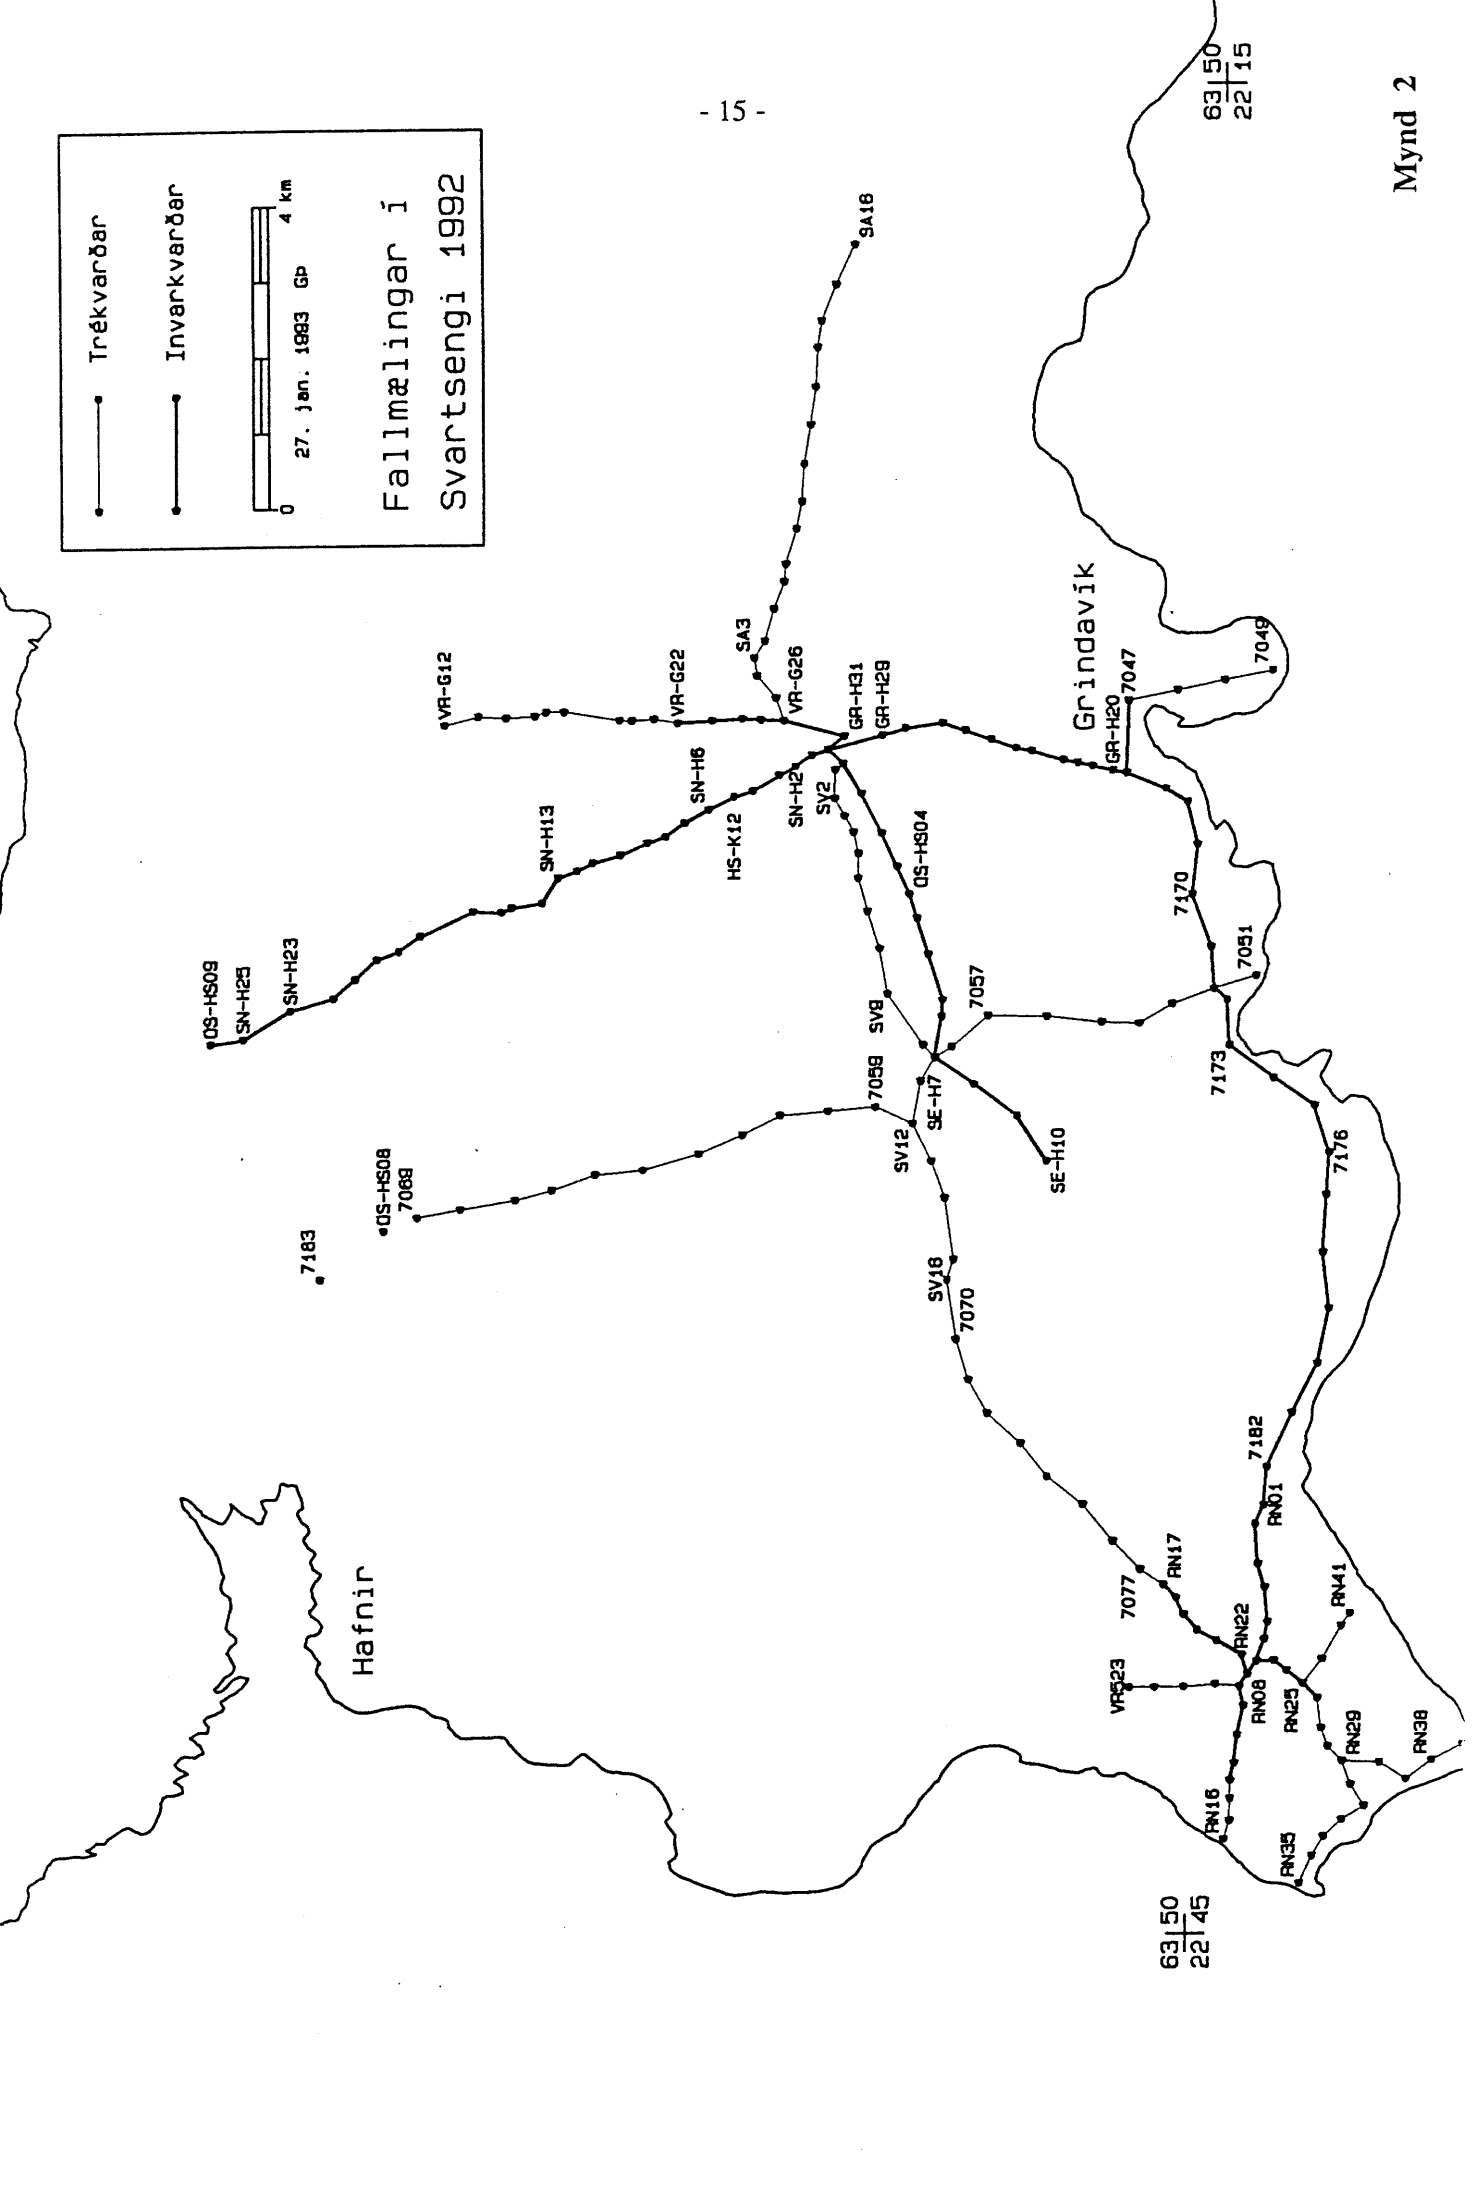 - 15 -
Trékvarðar
Invarkvarðar
0 4 km
27. jan. 1993 GÞ
Fallmælingar í
Svartsengi 1992
Hafnir
Grindavík
OS-HS09
SN-H25
SN-H23
SN-H13
SN-H6
HS-K12
SN-H2
VR-G12
VR-G22
VR-G26
SA3
SA16
GR-H31
GR-H29
SV2
OS-HS04
SV9
7183
OS-HS08
7069
7059
7057
SE-H7
SV12
SE-H10
SV16
7070
7077
RN17
GR-H20
7047
7049
7170
7051
7173
7176
7182
RN01
RN41
RN22
VR523
RN08
RN25
RN29
RN38
RN16
RN35
63 50
22 45
63 50
22 15
Mynd 2